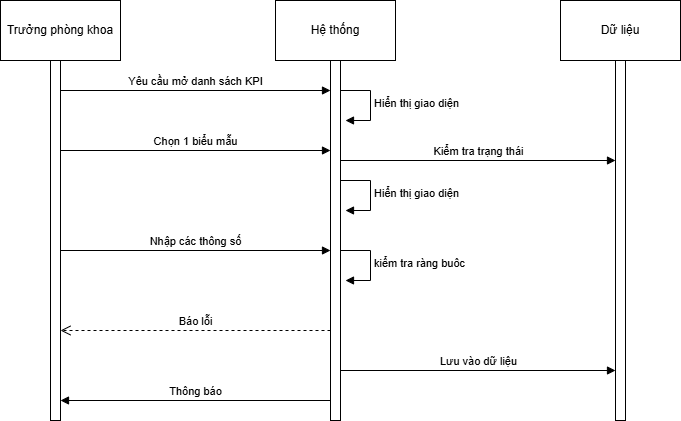 Trưởng phòng khoa
Hệ thống
Dữ liệu
Yêu cầu mở danh sách KPI
Hiển thị giao diện
Chọn 1 biểu mẫu
Kiểm tra trạng thái
Hiển thị giao diện
Nhập các thông số
kiểm tra ràng buôc
Báo lỗi
Lưu vào dữ liệu
Thông báo